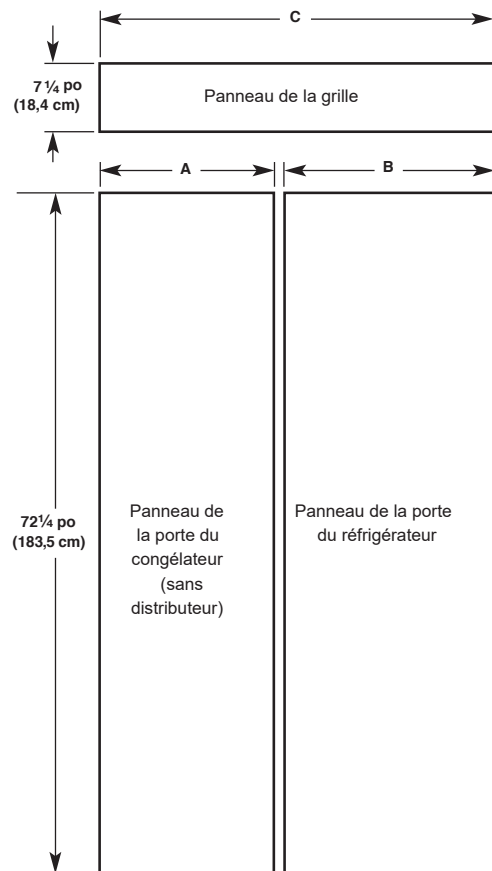 C
7 ¼ po
(18,4 cm)
Panneau de la grille
A
B
72¼ po
(183,5 cm)
Panneau de
la porte du
congélateur
(sans
distributeur)
Panneau de la porte
du réfrigérateur